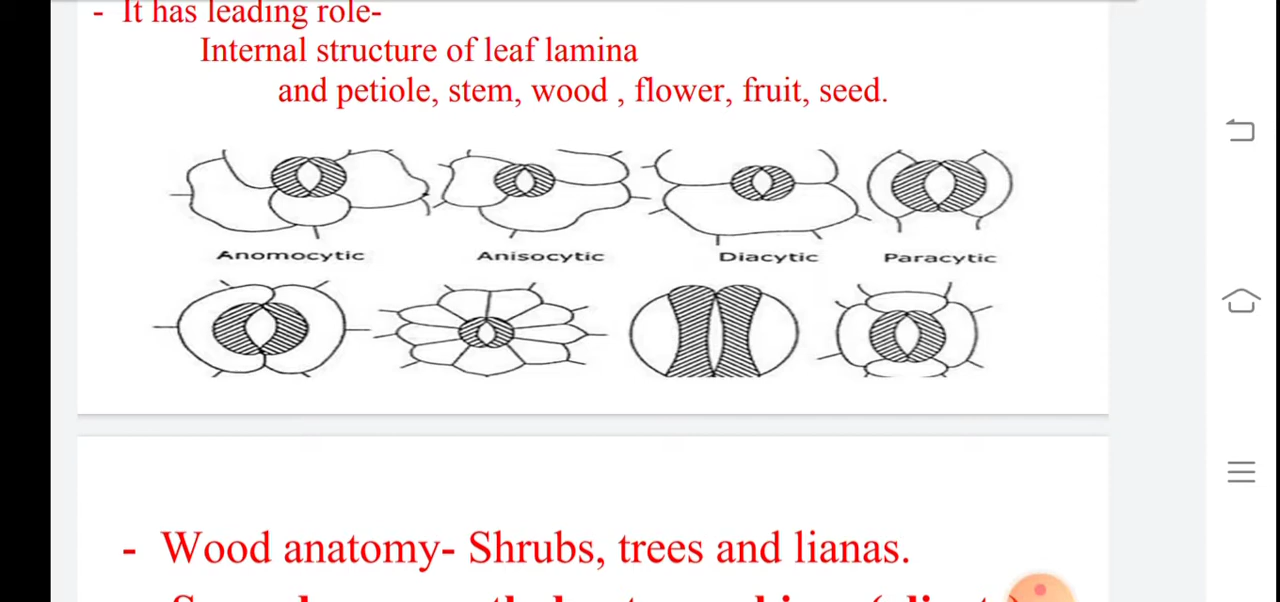 - It has leading role-
Internal structure of leaf lamina
and petiole, stem, wood , flower, fruit, seed.
Anomocytic Anisocytic Diacytic Paracytic
- Wood anatomy- Shrubs, trees and lianas.